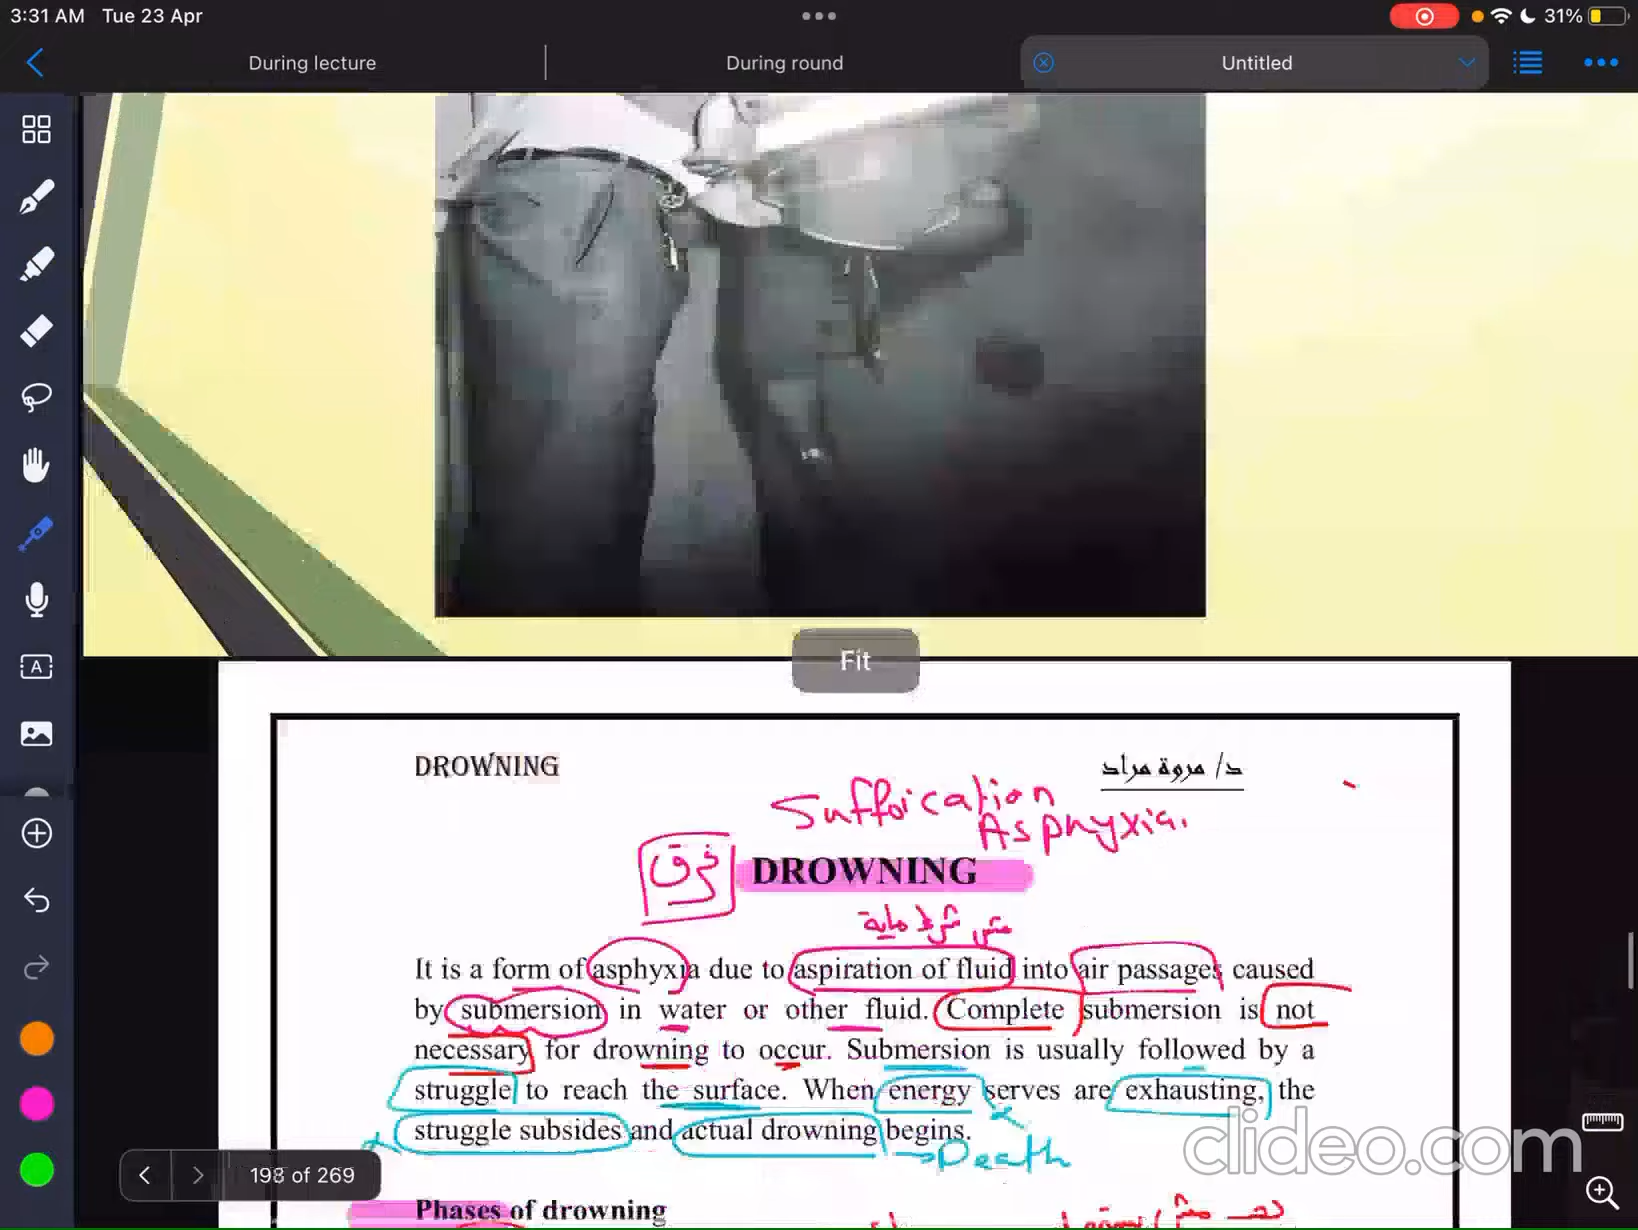 3:31 AM Tue 23 Apr
31%
During lecture
During round
Untitled
A
Fit
DROWNING
د/ مروة مراد
Suffoication
Asphyxia.
غرق
DROWNING
مش شرط مايه
It is a form of asphyxia due to aspiration of fluid into air passages caused
by submersion in water or other fluid. Complete submersion is not
necessary for drowning to occur. Submersion is usually followed by a
struggle to reach the surface. When energy serves are exhausting, the
struggle subsides and actual drowning begins.
→Death
clideo.com
198 of 269
Phases of drowning